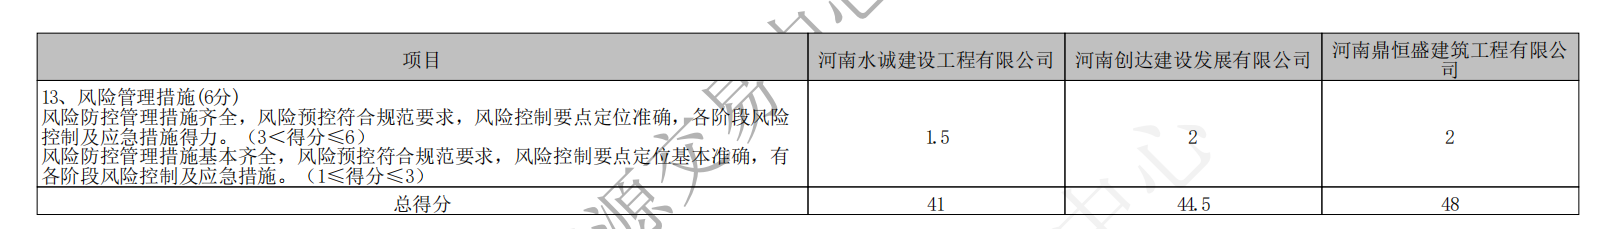 项目
河南水诚建设工程有限公司
河南创达建设发展有限公司
河南鼎恒盛建筑工程有限公
司
13、风险管理措施(6分)
风险防控管理措施齐全，风险预控符合规范要求，风险控制要点定位准确，各阶段风险
控制及应急措施得力。（3＜得分≤6）
风险防控管理措施基本齐全，风险预控符合规范要求，风险控制要点定位基本准确，有
各阶段风险控制及应急措施。（1≤得分≤3）
1.5
2
2
总得分
41
44.5
48
源交易中心
中心